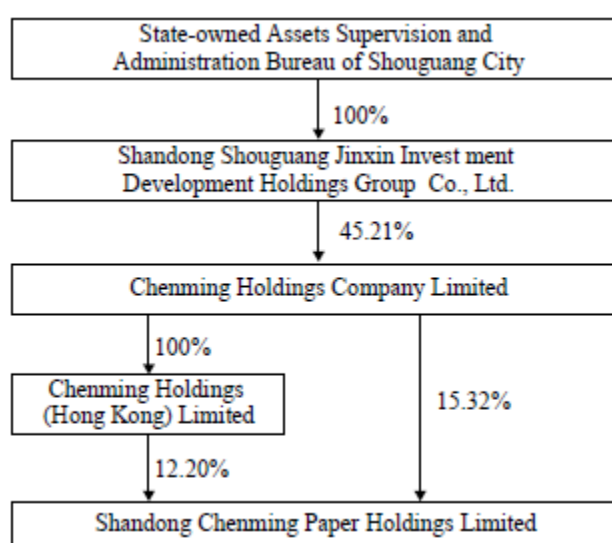 State-owned Assets Supervision and
Administration Bureau of Shouguang City
100%
Shandong Shouguang Jinxin Invest ment
Development Holdings Group Co., Ltd.
45.21%
Chenming Holdings Company Limited
100%
Chenming Holdings
(Hong Kong) Limited
15.32%
12.20%
Shandong Chenming Paper Holdings Limited